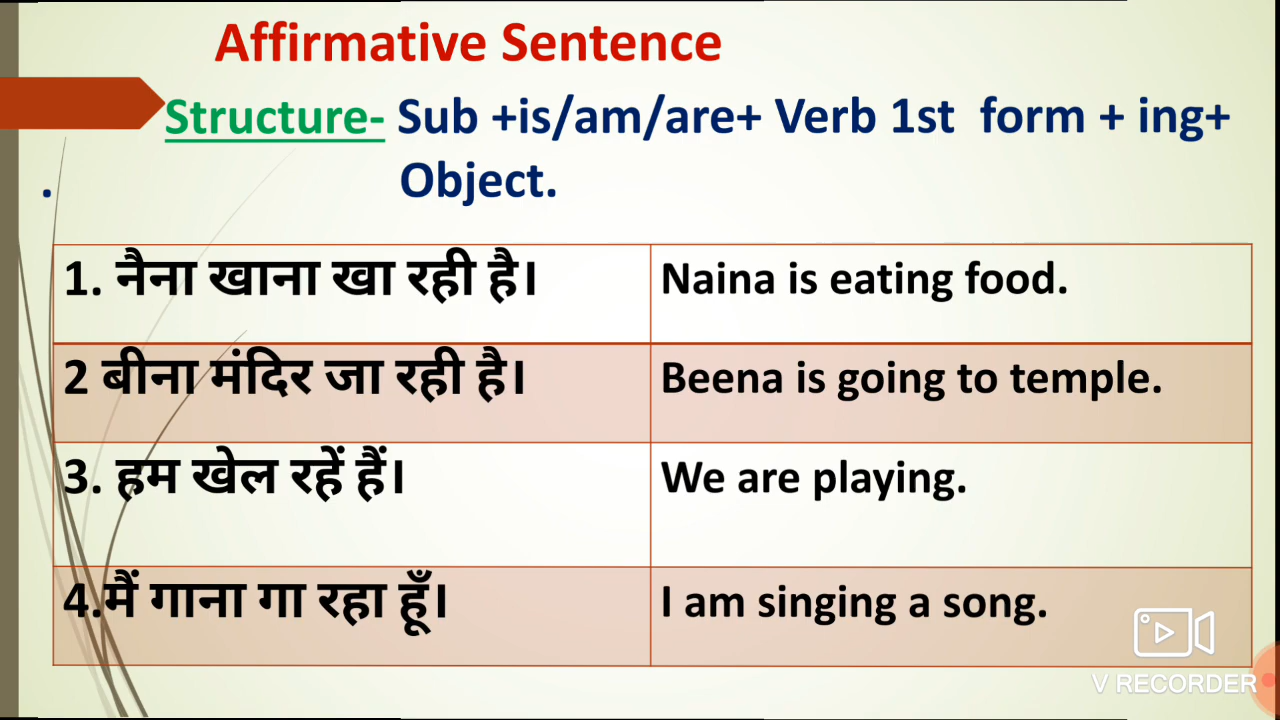 Affirmative Sentence
Structure- Sub +is/am/are+ Verb 1st form + ing+
. Object.
1. नैना खाना खा रही है। Naina is eating food.
2 बीना मंदिर जा रही है। Beena is going to temple.
3. हम खेल रहें हैं। We are playing.
4.मैं गाना गा रहा हूँ। I am singing a song.
V RECORDER